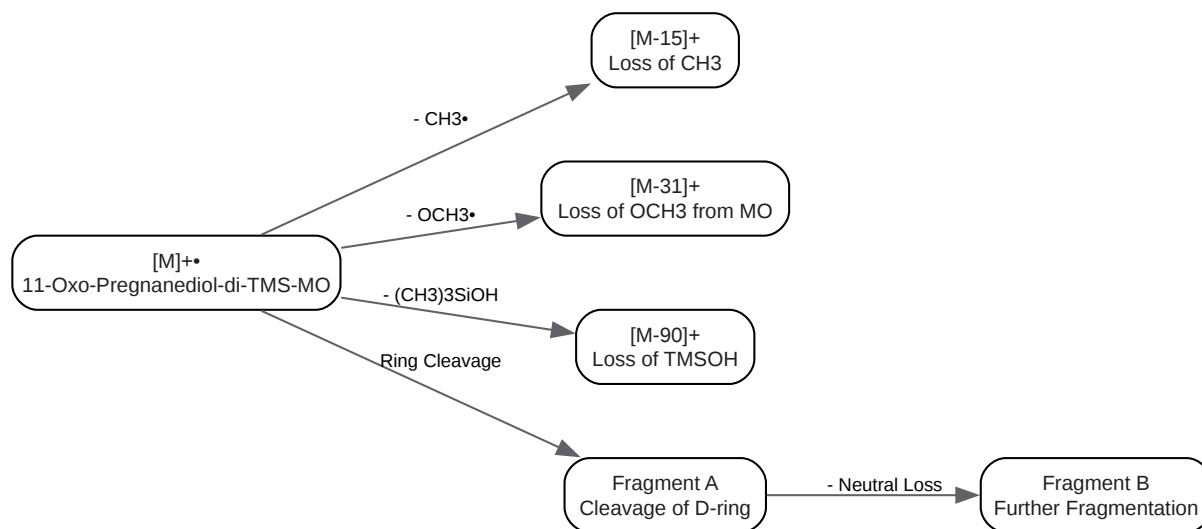 [M-15]+
Loss of CH3
- CH3•
[M-31]+
Loss of OCH3 from MO
- OCH3•
[M]+•
11-Oxo-Pregnanediol-di-TMS-MO
- (CH3)3SiOH
[M-90]+
Loss of TMSOH
Ring Cleavage
Fragment A
Cleavage of D-ring
- Neutral Loss
Fragment B
Further Fragmentation